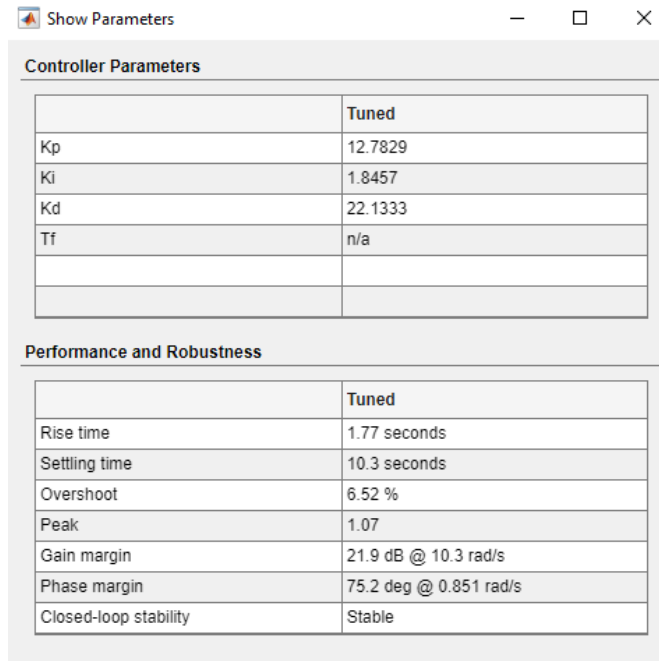 Show Parameters
Controller Parameters
Tuned
Kp 12.7829
Ki 1.8457
Kd 22.1333
Tf n/a
Performance and Robustness
Tuned
Rise time 1.77 seconds
Settling time 10.3 seconds
Overshoot 6.52 %
Peak 1.07
Gain margin 21.9 dB @ 10.3 rad/s
Phase margin 75.2 deg @ 0.851 rad/s
Closed-loop stability Stable